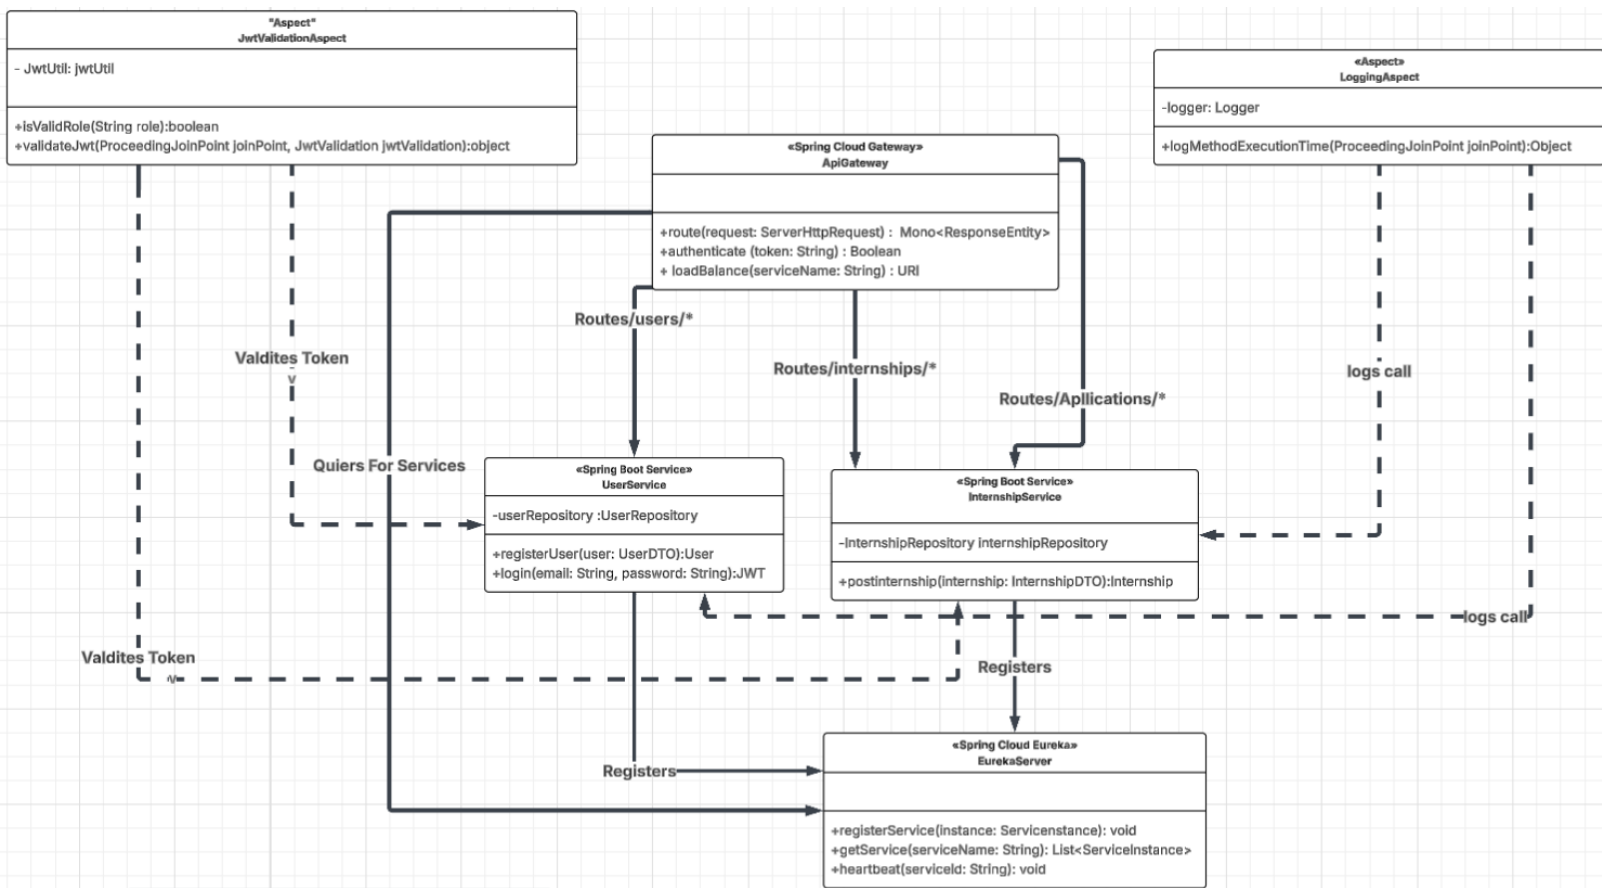 "Aspect"
JwtValidationAspect
- JwtUtil: jwtUtil
+isValidRole(String role):boolean
+validateJwt(ProceedingJoinPoint joinPoint, JwtValidation jwtValidation):object
«Aspect»
LoggingAspect
-logger: Logger
+logMethodExecutionTime(ProceedingJoinPoint joinPoint):Object
«Spring Cloud Gateway»
ApiGateway
+route(request: ServerHttpRequest) : Mono<ResponseEntity>
+authenticate (token: String) : Boolean
+ loadBalance(serviceName: String) : URI
Routes/users/*
Valdites Token
v
Routes/internships/*
logs call
Routes/Apllications/*
Quiers For Services
«Spring Boot Service»
UserService
-userRepository :UserRepository
+registerUser(user: UserDTO):User
+login(email: String, password: String):JWT
«Spring Boot Service»
InternshipService
-InternshipRepository internshipRepository
+postinternship(internship: InternshipDTO):Internship
logs call
Valdites Token
v
Registers
Registers
«Spring Cloud Eureka»
EurekaServer
+registerService(instance: Servicenstance): void
+getService(serviceName: String): List<ServiceInstance>
+heartbeat(serviceId: String): void